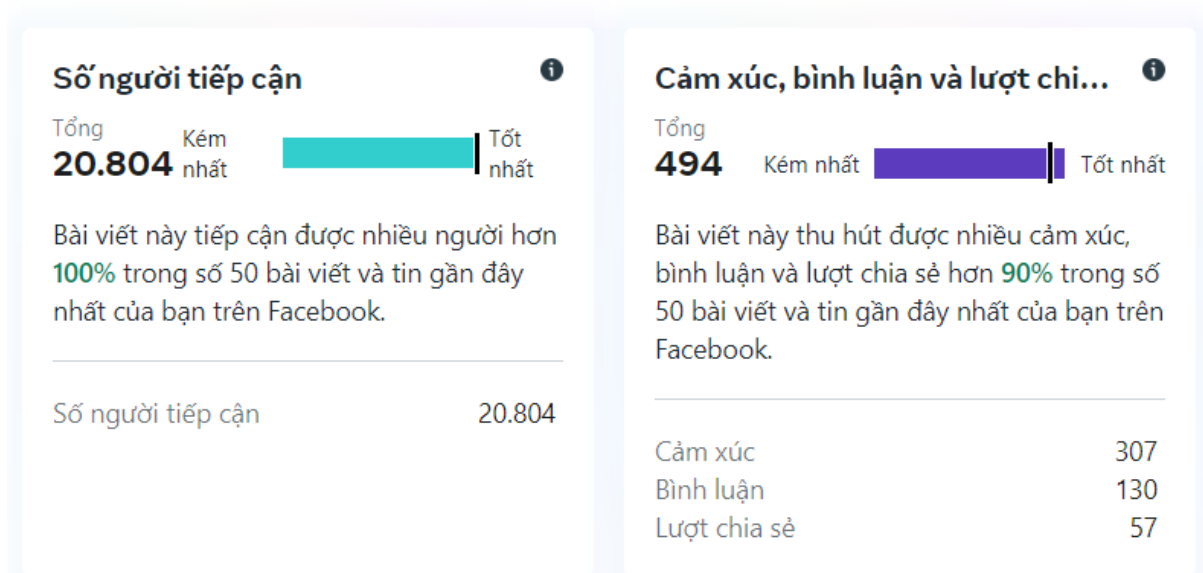 Số người tiếp cận
Tổng
20.804
Kém
nhất
Tốt
nhất
Bài viết này tiếp cận được nhiều người hơn
100% trong số 50 bài viết và tin gần đây
nhất của bạn trên Facebook.
Số người tiếp cận 20.804
Cảm xúc, bình luận và lượt chi...
Tổng
494
Kém nhất
Tốt nhất
Bài viết này thu hút được nhiều cảm xúc,
bình luận và lượt chia sẻ hơn 90% trong số
50 bài viết và tin gần đây nhất của bạn trên
Facebook.
Cảm xúc 307
Bình luận 130
Lượt chia sẻ 57